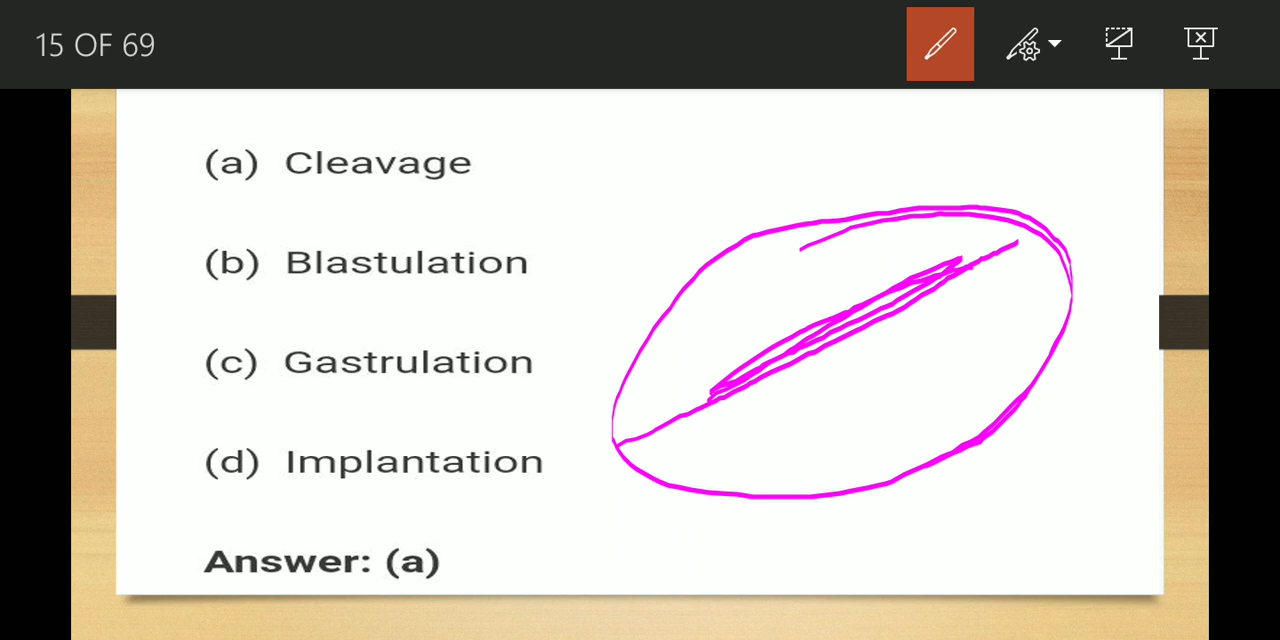 15 OF 69
(a) Cleavage
(b) Blastulation
(c) Gastrulation
(d) Implantation
Answer: (a)